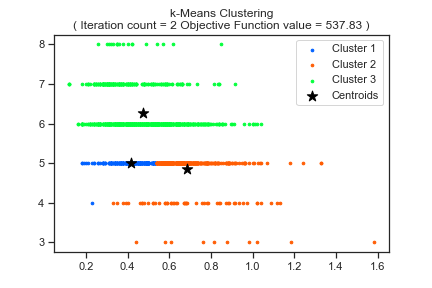 k-Means Clustering
( Iteration count = 2 Objective Function value = 537.83 )
8
7
6
5
4
3
Cluster 1
Cluster 2
Cluster 3
Centroids
0.2 0.4 0.6 0.8 1.0 1.2 1.4 1.6